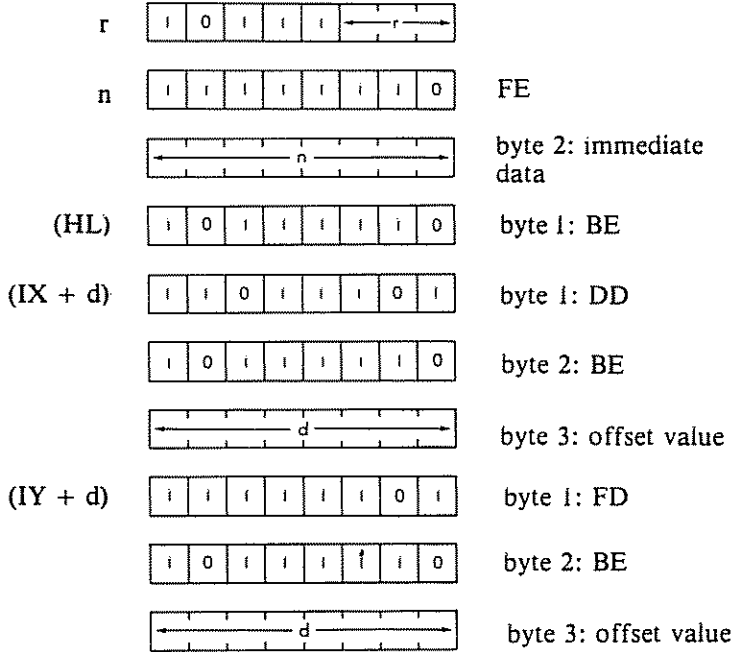 r 1 0 1 1 1 r
n 1 1 1 1 1 1 1 0 FE
n byte 2: immediate
data
(HL) 1 0 1 1 1 1 1 0 byte 1: BE
(IX + d) 1 1 0 1 1 1 0 1 byte 1: DD
1 0 1 1 1 1 1 0 byte 2: BE
d byte 3: offset value
(IY + d) 1 1 1 1 1 1 0 1 byte 1: FD
1 0 1 1 1 1 1 0 byte 2: BE
d byte 3: offset value